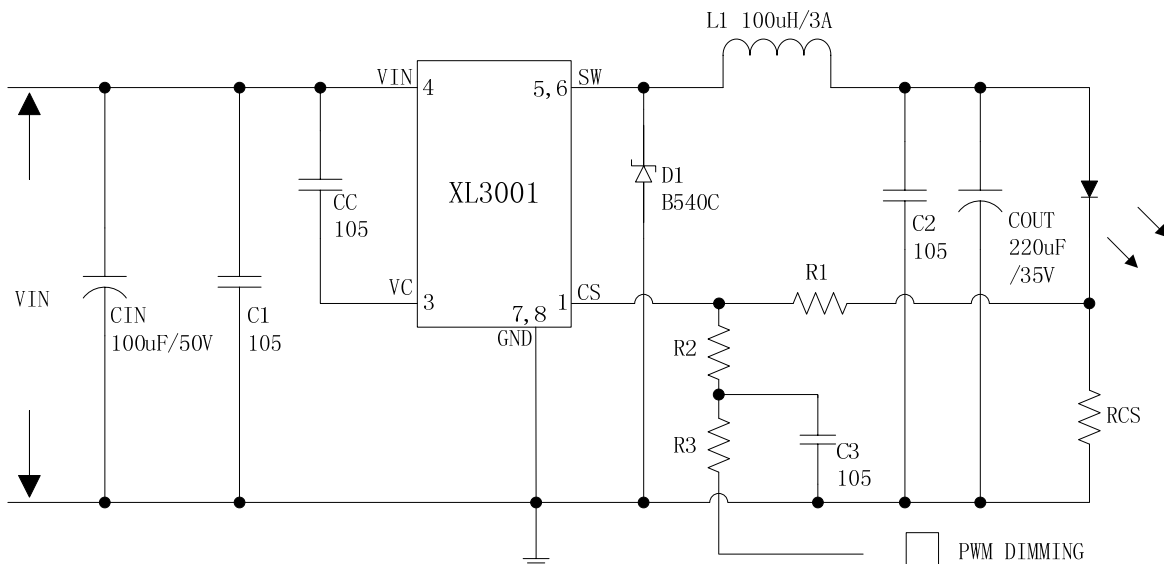 L1 100uH/3A
VIN
4
5,6
SW
XL3001
CC
105
D1
B540C
C2
105
COUT
220uF
/35V
VIN
CIN
100uF/50V
C1
105
VC
3
7,8
1
CS
GND
R1
R2
R3
C3
105
RCS
PWM DIMMING